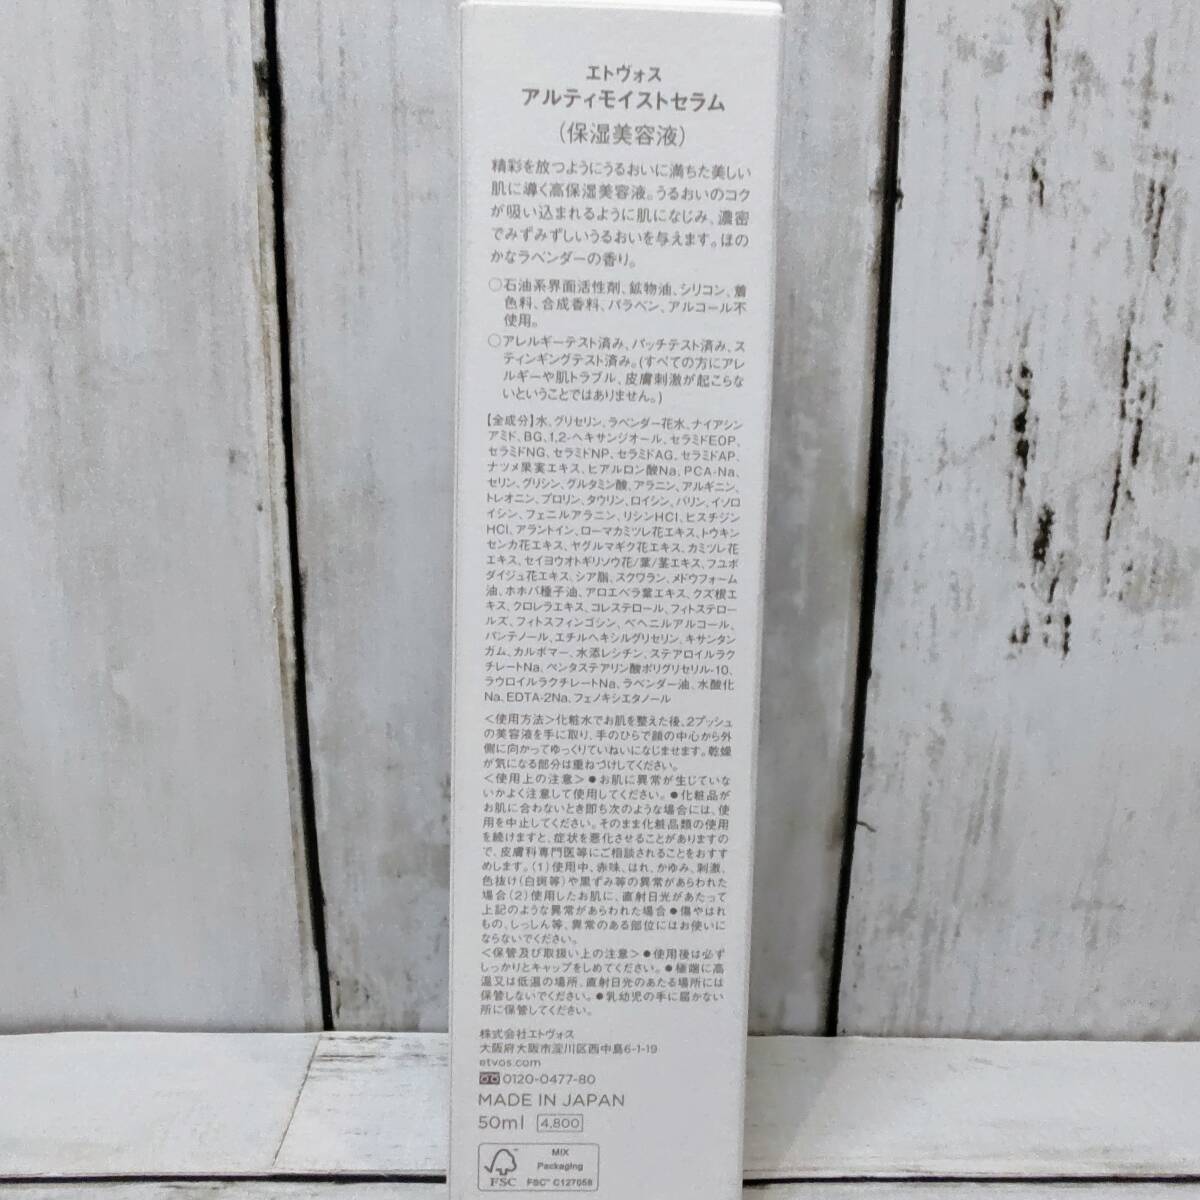 エトヴォス
アルティモイストセラム
（保湿美容液）
精彩を放つようにうるおいに満ちた美しい
肌に導く高保湿美容液。うるおいのコク
が吸い込まれるように肌になじみ、濃密
でみずみずしいうるおいを与えます。ほの
かなラベンダーの香り。
○石油系界面活性剤、鉱物油、シリコン、着
色料、合成香料、パラベン、アルコール不
使用。
○アレルギーテスト済み、パッチテスト済み、ス
ティンギングテスト済み。(すべての方にアレ
ルギーや肌トラブル、皮膚刺激が起こらな
いということではありません。)
【全成分】水、グリセリン、ラベンダー花水、ナイアシン
アミド、BG、1,2-ヘキサンジオール、セラミドEOP、
セラミドNG、セラミドNP、セラミドAG、セラミドAP、
ナツメ果実エキス、ヒアルロン酸Na、PCA-Na、
セリン、グリシン、グルタミン酸、アラニン、アルギニン、
トレオニン、プロリン、タウリン、ロイシン、バリン、イソロ
イシン、フェニルアラニン、リシンHCl、ヒスチジン
HCl、アラントイン、ローマカミツレ花エキス、トウキン
センカ花エキス、ヤグルマギク花エキス、カミツレ花
エキス、セイヨウオトギリソウ花/葉/茎エキス、フユボ
ダイジュ花エキス、シア脂、スクワラン、メドウフォーム
油、ホホバ種子油、アロエベラ葉エキス、クズ根エ
キス、クロレラエキス、コレステロール、フィトステロー
ルズ、フィトスフィンゴシン、ベヘニルアルコール、
パンテノール、エチルヘキシルグリセリン、キサンタン
ガム、カルボマー、水添レシチン、ステアロイルラク
チレートNa、ペンタステアリン酸ポリグリセリル-10、
ラウロイルラクチレートNa、ラベンダー油、水酸化
Na、EDTA-2Na、フェノキシエタノール
＜使用方法＞化粧水でお肌を整えた後、2プッシュ
の美容液を手に取り、手のひらで顔の中心から外
側に向かってゆっくりていねいになじませます。乾燥
が気になる部分は重ねづけしてください。
＜使用上の注意＞●お肌に異常が生じていな
いかよく注意して使用してください。●化粧品が
お肌に合わないとき即ち次のような場合には、使
用を中止してください。そのまま化粧品類の使用
を続けますと、症状を悪化させることがありますの
で、皮膚科専門医等にご相談されることをおすす
めします。(1)使用中、赤味、はれ、かゆみ、刺激、
色抜け(白斑等)や黒ずみ等の異常があらわれた
場合(2)使用したお肌に、直射日光があたって
上記のような異常があらわれた場合●傷やはれ
もの、しっしん等、異常のある部位にはお使いに
ならないでください。
＜保管及び取扱い上の注意＞●使用後は必ず
しっかりとキャップをしめてください。●極端に高
温又は低温の場所、直射日光のあたる場所には
保管しないでください。●乳幼児の手に届かない
所に保管してください。
株式会社エトヴォス
大阪府大阪市淀川区西中島6-1-19
etvos.com
0120-0477-80
MADE IN JAPAN
50ml 4,800
MIX
Packaging
FSC FSC™ C127058